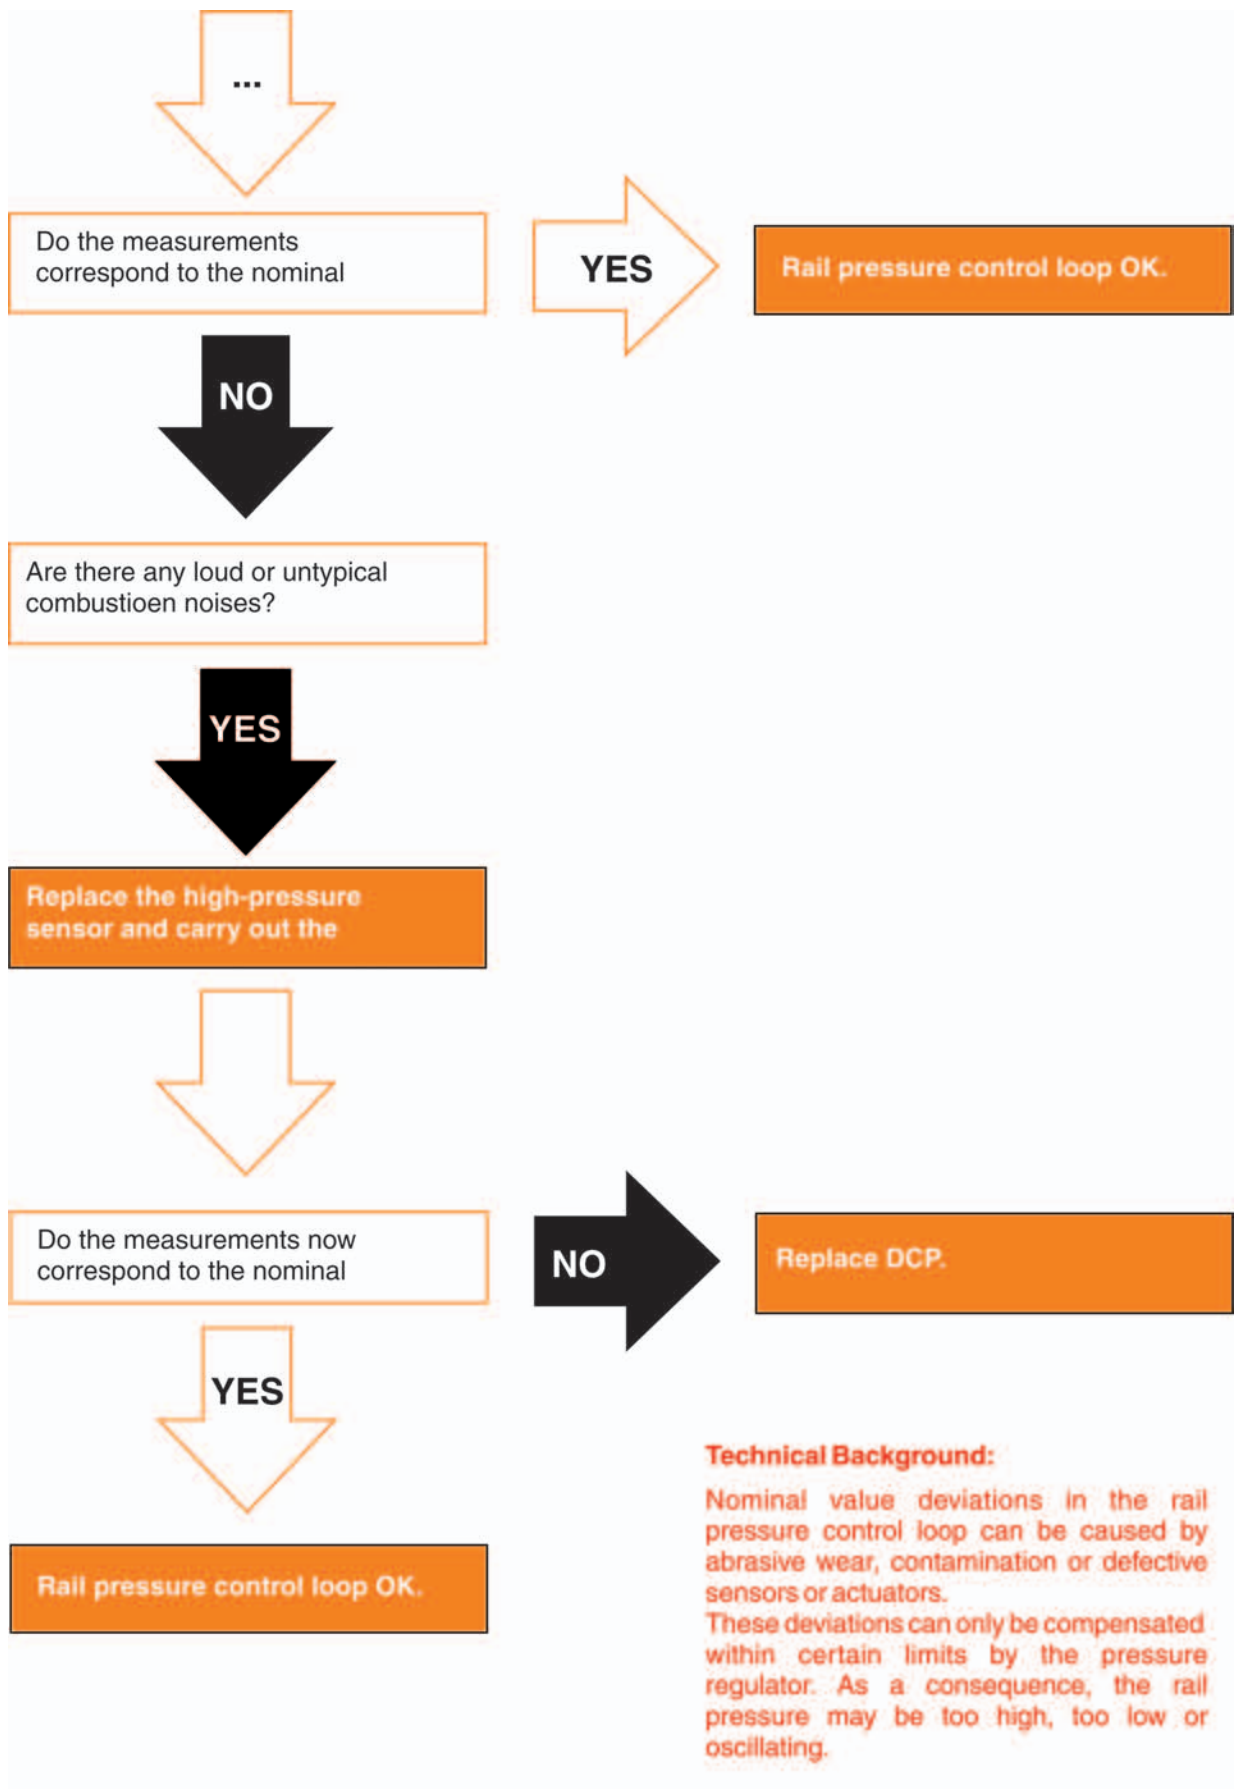 ...
Do the measurements
correspond to the nominal
YES
Rail pressure control loop OK.
NO
Are there any loud or untypical
combustioen noises?
YES
Replace the high-pressure
sensor and carry out the
Do the measurements now
correspond to the nominal
NO
Replace DCP.
YES
Rail pressure control loop OK.
Technical Background:
Nominal value deviations in the rail
pressure control loop can be caused by
abrasive wear, contamination or defective
sensors or actuators.
These deviations can only be compensated
within certain limits by the pressure
regulator. As a consequence, the rail
pressure may be too high, too low or
oscillating.